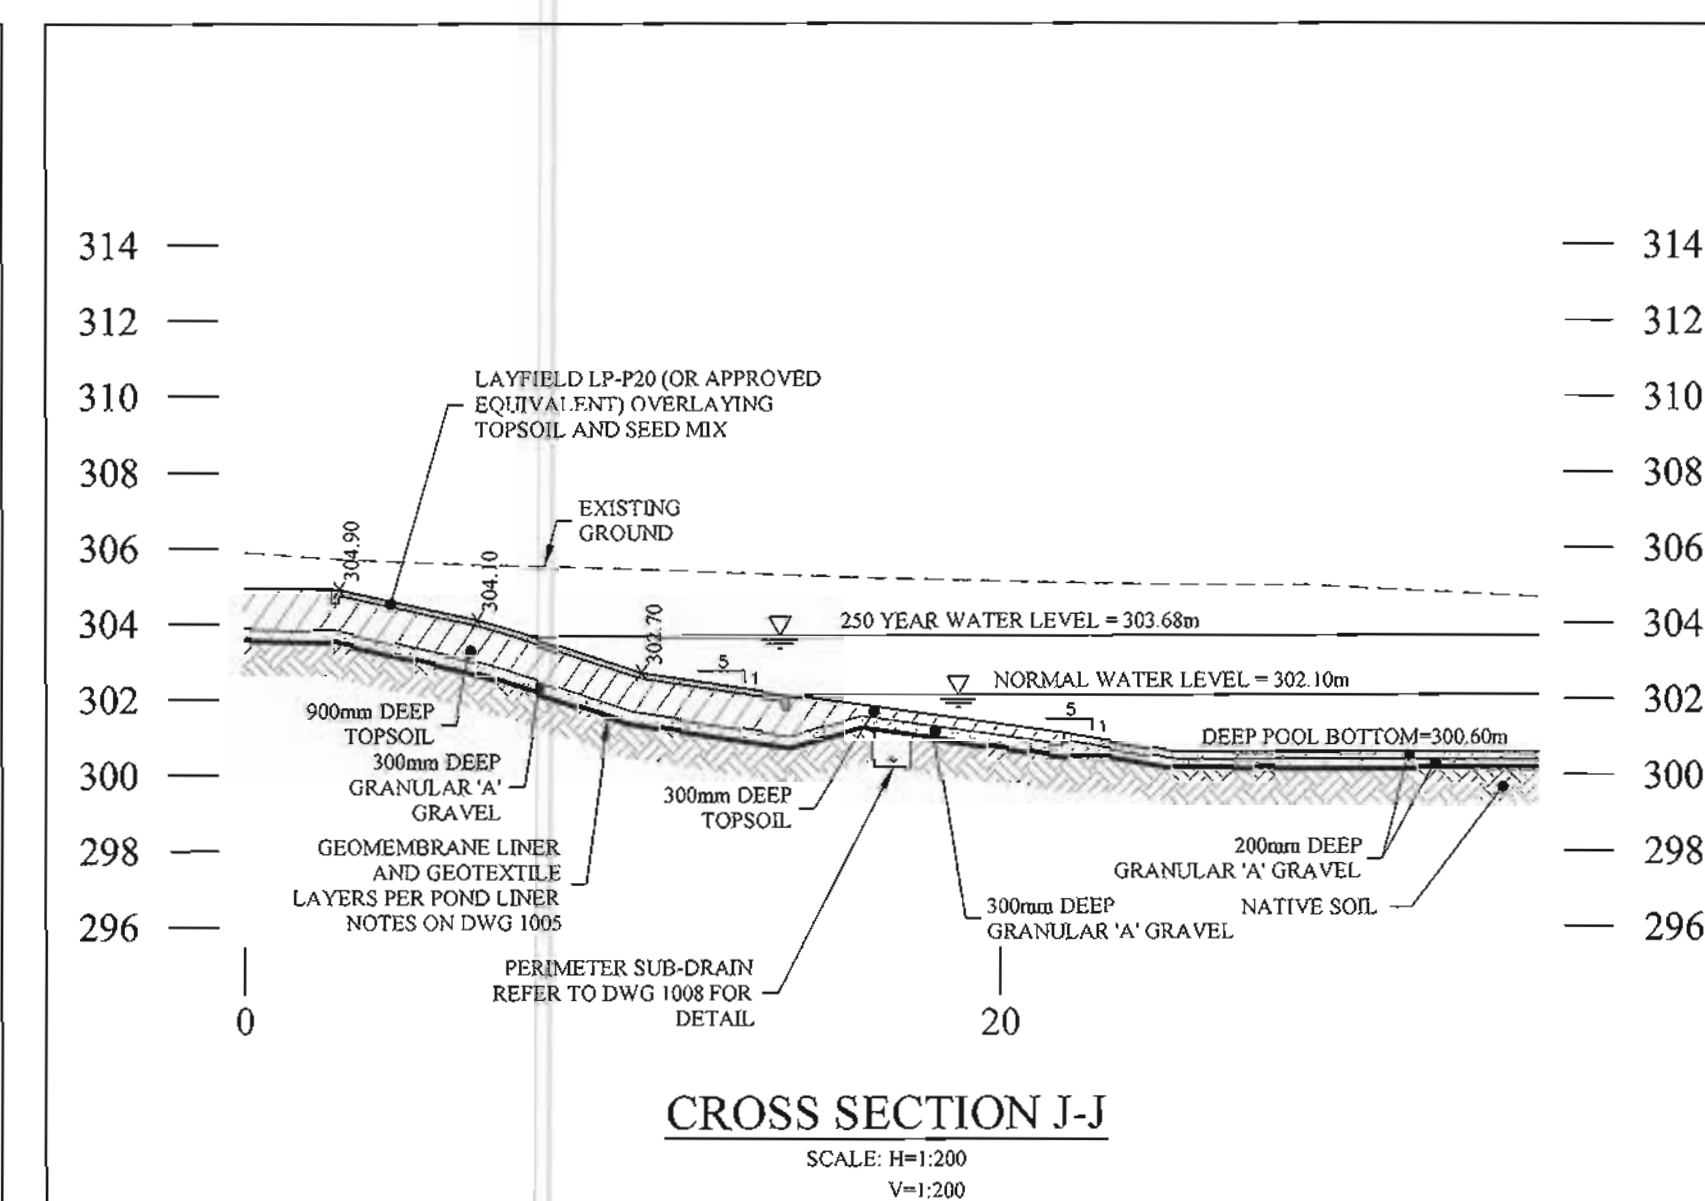 314
314
312
312
310
310
308
308
306
306
304
304
302
302
300
300
298
298
296
296
LAYFIELD LP-P20 (OR APPROVED
EQUIVALENT) OVERLAYING
TOPSOIL AND SEED MIX
EXISTING
GROUND
304.90
304.10
302.70
250 YEAR WATER LEVEL = 303.68m
5
1
NORMAL WATER LEVEL = 302.10m
5
1
DEEP POOL BOTTOM=300.60m
900mm DEEP
TOPSOIL
300mm DEEP
GRANULAR 'A'
GRAVEL
GEOMEMBRANE LINER
AND GEOTEXTILE
LAYERS PER POND LINER
NOTES ON DWG 1005
300mm DEEP
TOPSOIL
PERIMETER SUB-DRAIN
REFER TO DWG 1008 FOR
DETAIL
300mm DEEP
GRANULAR 'A' GRAVEL
200mm DEEP
GRANULAR 'A' GRAVEL
NATIVE SOIL
0
20
CROSS SECTION J-J
SCALE: H=1:200
V=1:200